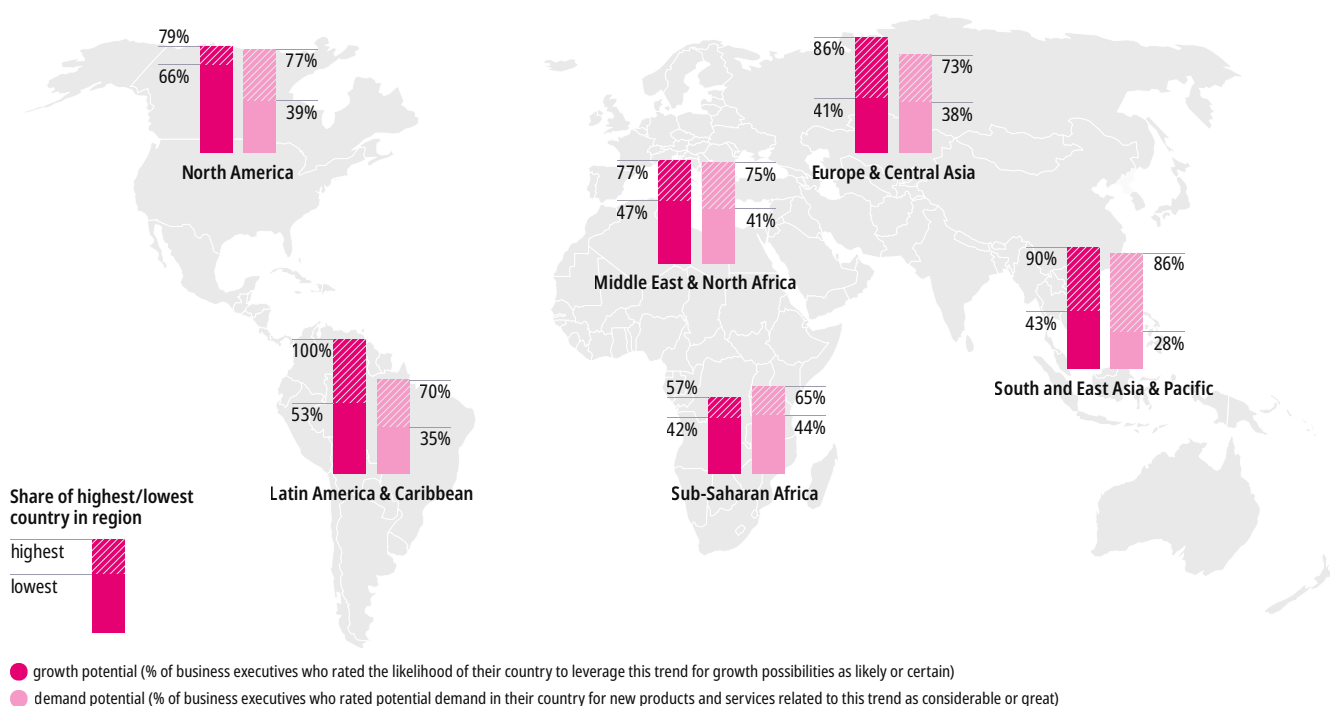 79%
66%
77%
39%
North America
86%
41%
73%
38%
Europe & Central Asia
77%
47%
75%
41%
Middle East & North Africa
90%
43%
86%
28%
South and East Asia & Pacific
100%
53%
70%
35%
Latin America & Caribbean
57%
42%
65%
44%
Sub-Saharan Africa
Share of highest/lowest
country in region
highest
lowest
growth potential (% of business executives who rated the likelihood of their country to leverage this trend for growth possibilities as likely or certain)
demand potential (% of business executives who rated potential demand in their country for new products and services related to this trend as considerable or great)